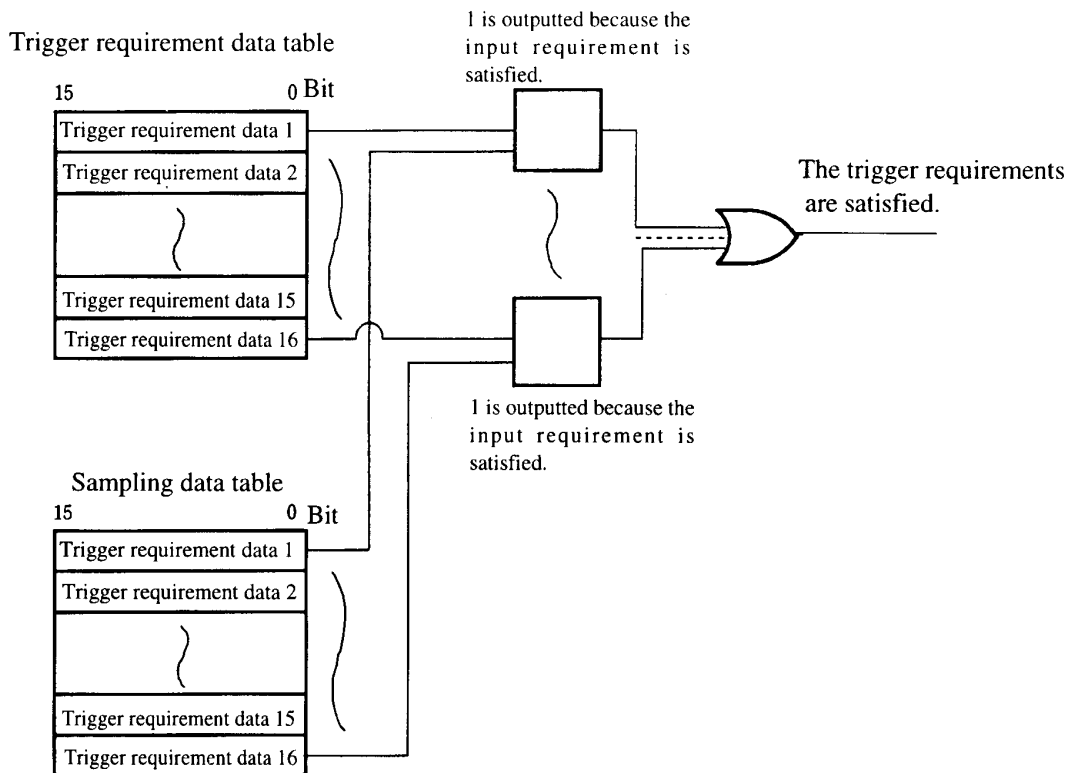 1 is outputted because the
input requirement is
satisfied.
Trigger requirement data table
15 0 Bit
Trigger requirement data 1
Trigger requirement data 2
Trigger requirement data 15
Trigger requirement data 16
The trigger requirements
are satisfied.
1 is outputted because the
input requirement is
satisfied.
Sampling data table
15 0 Bit
Trigger requirement data 1
Trigger requirement data 2
Trigger requirement data 15
Trigger requirement data 16